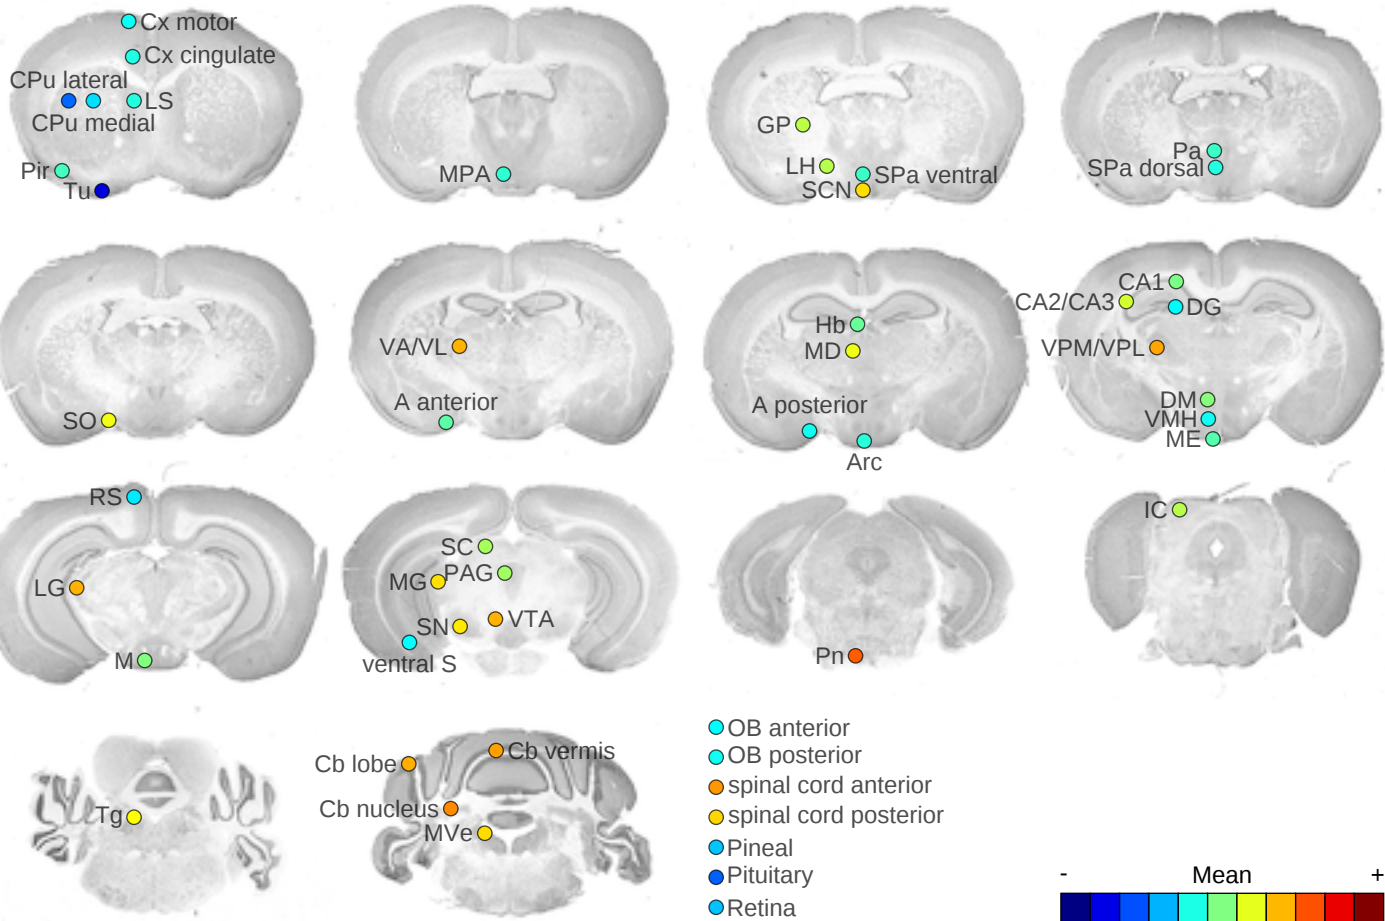 Cx motor
Cx cingulate
CPu lateral
LS
CPu medial
Pir
Tu
MPA
GP
LH
SPa ventral
SCN
Pa
SPa dorsal
SO
VA/VL
A anterior
Hb
MD
A posterior
Arc
CA1
CA2/CA3
DG
VPM/VPL
DM
VMH
ME
RS
LG
M
SC
PAG
MG
SN
VTA
ventral S
Pn
IC
Tg
Cb lobe
Cb vermis
Cb nucleus
MVe
OB anterior
OB posterior
spinal cord anterior
spinal cord posterior
Pineal
Pituitary
Retina
- Mean +